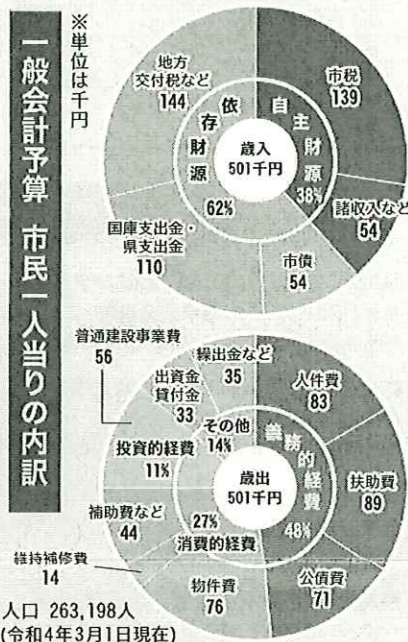 一般会計予算 市民一人当りの内訳
※単位は千円
歳入
501千円
自主財源
38%
市税
139
諸収入など
54
依存財源
62%
市債
54
国庫支出金・
県支出金
110
地方
交付税など
144
歳出
501千円
義務的経費
48%
人件費
83
扶助費
89
公債費
71
27%
消費的経費
物件費
76
維持補修費
14
補助費など
44
投資的経費
11%
普通建設事業費
56
その他
14%
出資金
貸付金
33
繰出金など
35
人口 263,198人
(令和4年3月1日現在)